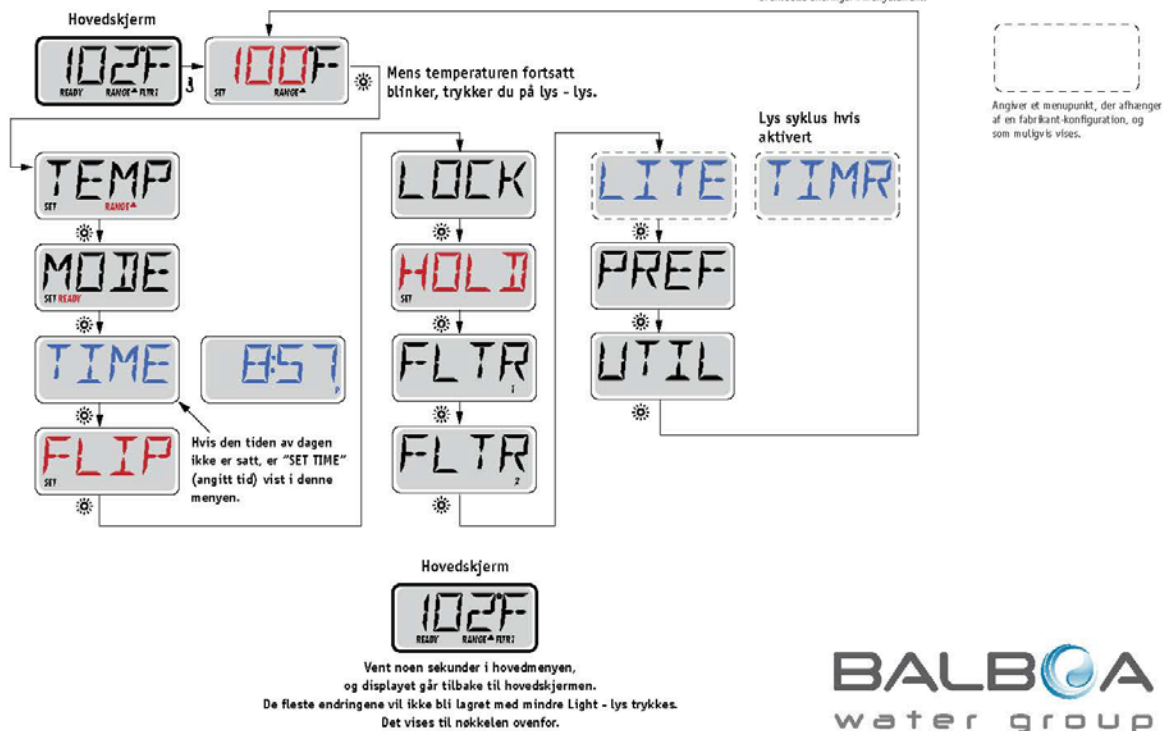 Hovedskjerm
102°F
READY RANGE FLTR1
100°F
SET RANGE
Mens temperaturen fortsatt
blinker, trykker du på lys - lys.
Angiver et menupunkt, der afhænger
af en fabrikant-konfiguration, og
som muligvis vises.
TEMP
SET RANGE
MODE
SET READY
TIME
8:57
P
Hvis den tiden av dagen
ikke er satt, er "SET TIME"
(angitt tid) vist i denne
menyen.
FLIP
SET
LOCK
HOLD
SET
FLTR
1
FLTR
2
Lys syklus hvis
aktivert
LITE TIMR
PREF
UTIL
Hovedskjerm
102°F
READY RANGE FLTR1
Vent noen sekunder i hovedmenyen,
og displayet går tilbake til hovedskjermen.
De fleste endringene vil ikke bli lagret med mindre Light - lys trykkes.
Det vises til nøkkelen ovenfor.
BALBOA
water group